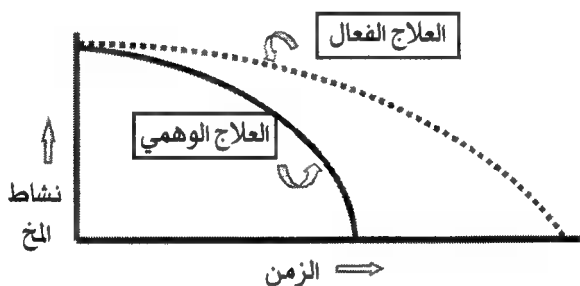 العلاج الفعال
العلاج الوهمي
نشاط
المخ
الزمن